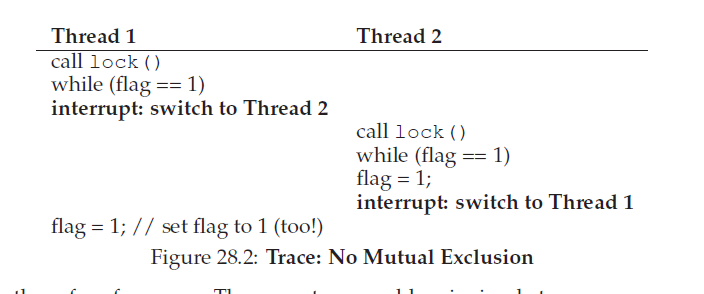 Thread 1 Thread 2
call lock()
while (flag == 1)
interrupt: switch to Thread 2
call lock()
while (flag == 1)
flag = 1;
interrupt: switch to Thread 1
flag = 1; // set flag to 1 (too!)
Figure 28.2: Trace: No Mutual Exclusion